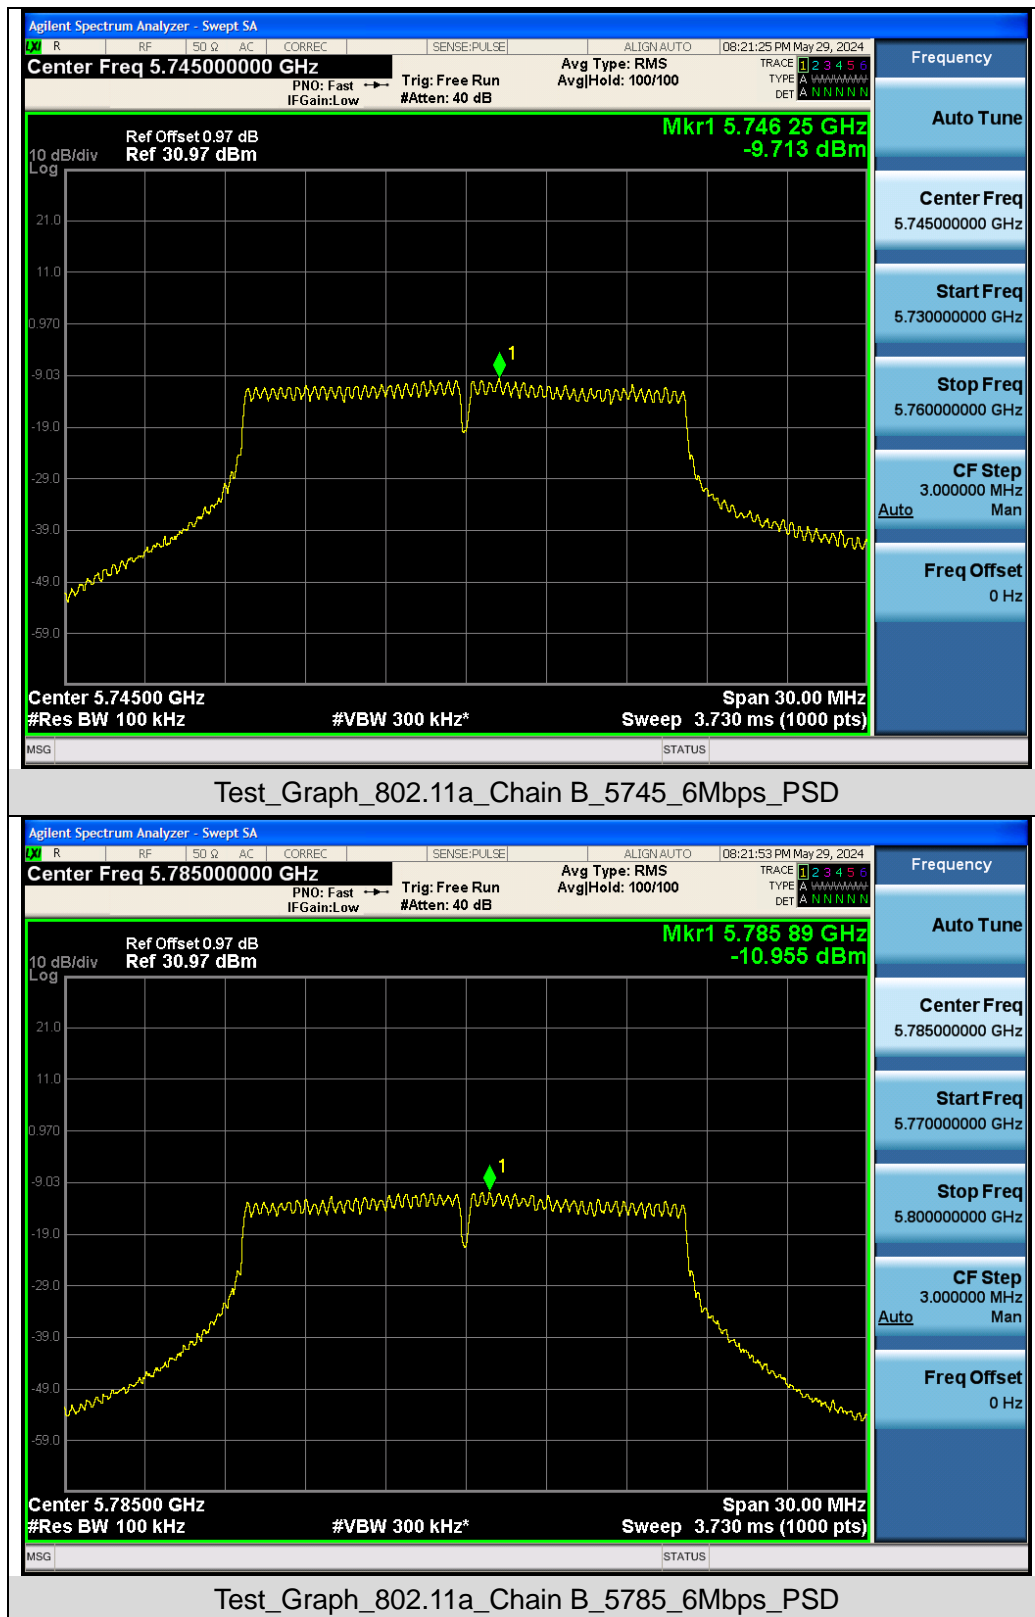 Agilent Spectrum Analyzer - Swept SA
LXI R RF 50 Ω AC CORREC SENSE:PULSE ALIGN AUTO 08:21:25 PM May 29, 2024
Center Freq 5.745000000 GHz
PNO: Fast
IFGain:Low
Trig: Free Run
#Atten: 40 dB
Avg Type: RMS
Avg|Hold: 100/100
TRACE 1 2 3 4 5 6
TYPE A
DET A N N N N N
Frequency
Mkr1 5.746 25 GHz
-9.713 dBm
Ref Offset 0.97 dB
10 dB/div Ref 30.97 dBm
Log
21.0
11.0
0.970
-9.03
-19.0
-29.0
-39.0
-49.0
-59.0
1
Center 5.74500 GHz Span 30.00 MHz
#Res BW 100 kHz #VBW 300 kHz* Sweep 3.730 ms (1000 pts)
MSG STATUS
Auto Tune
Center Freq
5.745000000 GHz
Start Freq
5.730000000 GHz
Stop Freq
5.760000000 GHz
CF Step
3.000000 MHz
Auto Man
Freq Offset
0 Hz
Test_Graph_802.11a_Chain B_5745_6Mbps_PSD
Agilent Spectrum Analyzer - Swept SA
LXI R RF 50 Ω AC CORREC SENSE:PULSE ALIGN AUTO 08:21:53 PM May 29, 2024
Center Freq 5.785000000 GHz
PNO: Fast
IFGain:Low
Trig: Free Run
#Atten: 40 dB
Avg Type: RMS
Avg|Hold: 100/100
TRACE 1 2 3 4 5 6
TYPE A
DET A N N N N N
Frequency
Mkr1 5.785 89 GHz
-10.955 dBm
Ref Offset 0.97 dB
10 dB/div Ref 30.97 dBm
Log
21.0
11.0
0.970
-9.03
-19.0
-29.0
-39.0
-49.0
-59.0
1
Center 5.78500 GHz Span 30.00 MHz
#Res BW 100 kHz #VBW 300 kHz* Sweep 3.730 ms (1000 pts)
MSG STATUS
Auto Tune
Center Freq
5.785000000 GHz
Start Freq
5.770000000 GHz
Stop Freq
5.800000000 GHz
CF Step
3.000000 MHz
Auto Man
Freq Offset
0 Hz
Test_Graph_802.11a_Chain B_5785_6Mbps_PSD